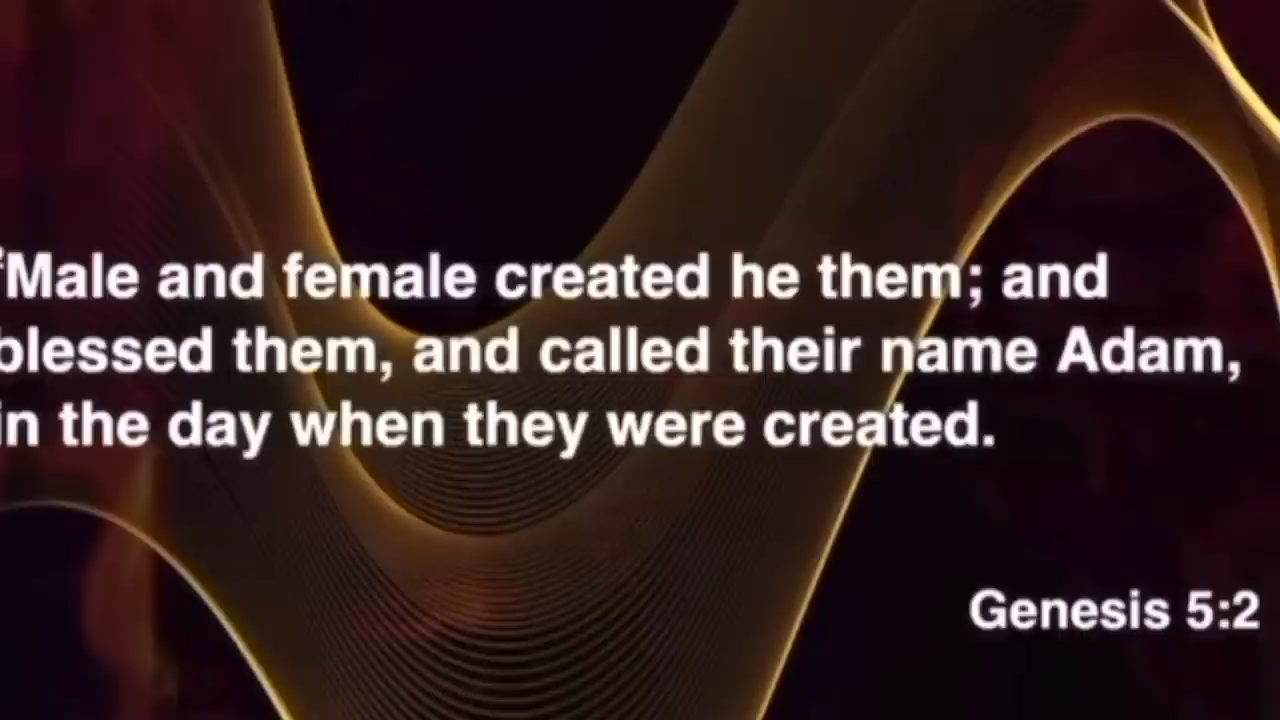 Male and female created he them; and
blessed them, and called their name Adam,
in the day when they were created.
Genesis 5:2